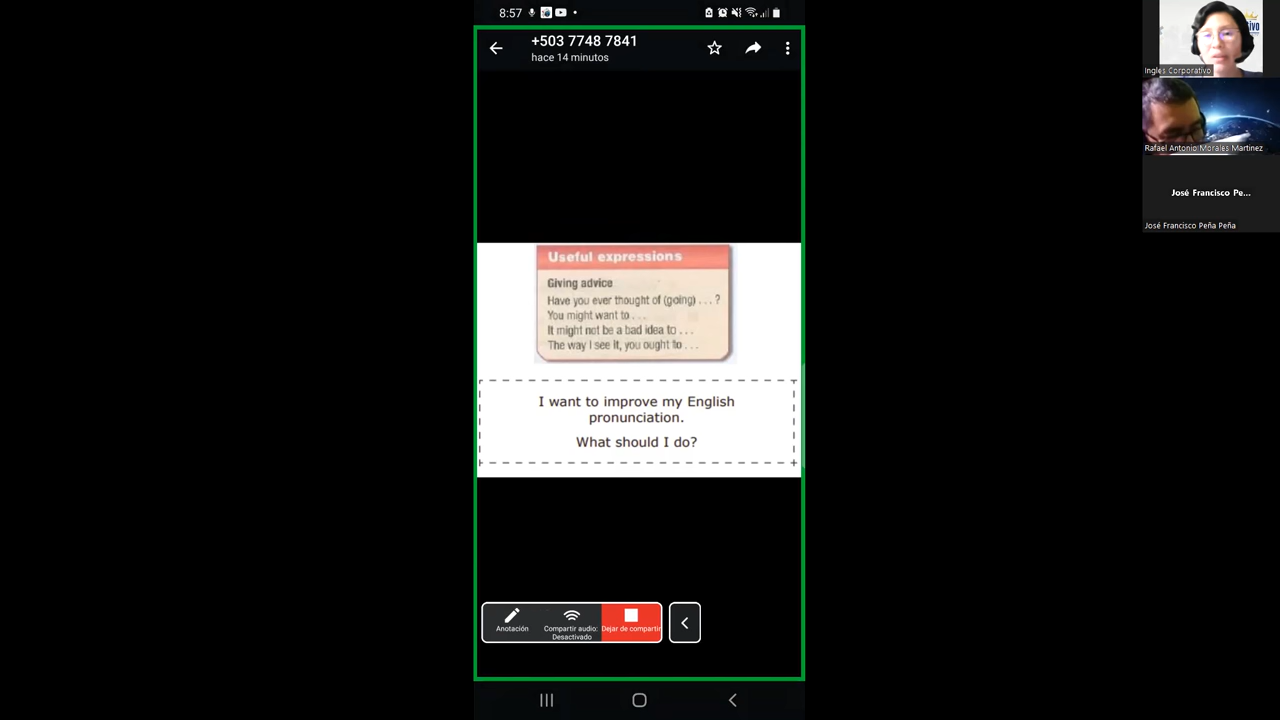 8:57
+503 7748 7841
hace 14 minutos
Useful expressions
Giving advice
Have you ever thought of (going) . . . ?
You might want to . . .
It might not be a bad idea to . . .
The way I see it, you ought to . . .
I want to improve my English
pronunciation.
What should I do?
Anotación
Compartir audio:
Desactivado
Dejar de compartir
Ingles Corporativo
Rafael Antonio Morales Martinez
José Francisco Pe...
José Francisco Peña Peña